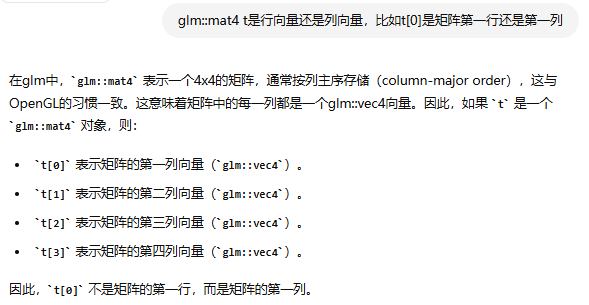 glm::mat4 t是行向量还是列向量，比如t[0]是矩阵第一行还是第一列
在glm中，`glm::mat4` 表示一个4x4的矩阵，通常按列主序存储（column-major order），这与
OpenGL的习惯一致。这意味着矩阵中的每一列都是一个glm::vec4向量。因此，如果 `t` 是一个
`glm::mat4` 对象，则：
• `t[0]` 表示矩阵的第一列向量（`glm::vec4`）。
• `t[1]` 表示矩阵的第二列向量（`glm::vec4`）。
• `t[2]` 表示矩阵的第三列向量（`glm::vec4`）。
• `t[3]` 表示矩阵的第四列向量（`glm::vec4`）。
因此，`t[0]` 不是矩阵的第一行，而是矩阵的第一列。